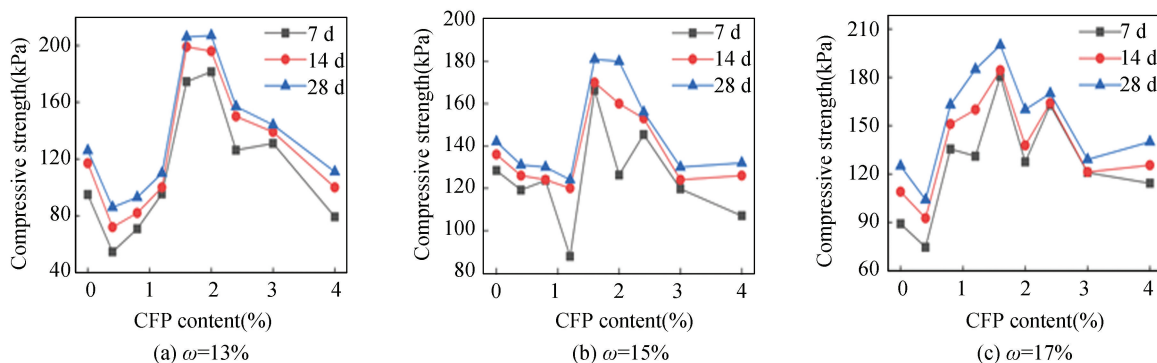 200
160
120
80
40
Compressive strength(kPa)
7 d
14 d
28 d
0 1 2 3 4
CFP content(%)
(a) ω=13%
200
180
160
140
120
100
80
Compressive strength(kPa)
7 d
14 d
28 d
0 1 2 3 4
CFP content(%)
(b) ω=15%
210
180
150
120
90
60
Compressive strength(kPa)
7 d
14 d
28 d
0 1 2 3 4
CFP content(%)
(c) ω=17%